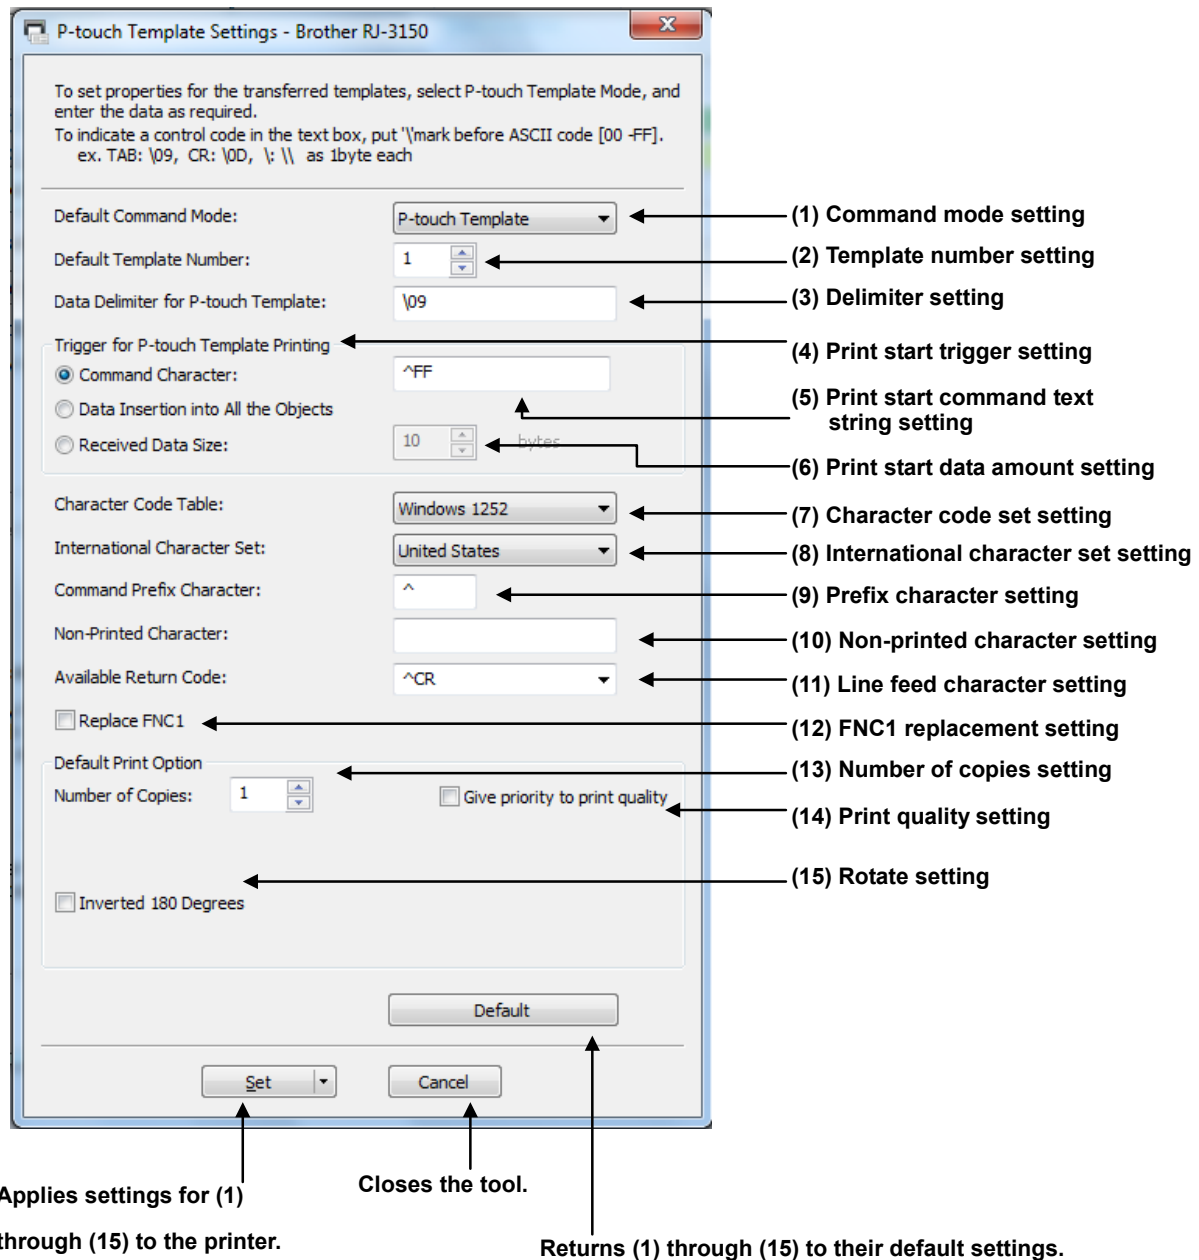 P-touch Template Settings - Brother RJ-3150
To set properties for the transferred templates, select P-touch Template Mode, and
enter the data as required.
To indicate a control code in the text box, put '\'mark before ASCII code [00 -FF].
ex. TAB: \09, CR: \0D, \: \\ as 1byte each
Default Command Mode: P-touch Template
(1) Command mode setting
Default Template Number: 1
(2) Template number setting
Data Delimiter for P-touch Template: \09
(3) Delimiter setting
Trigger for P-touch Template Printing
(4) Print start trigger setting
Command Character: ^FF
(5) Print start command text
string setting
Data Insertion into All the Objects
Received Data Size: 10 bytes
(6) Print start data amount setting
Character Code Table: Windows 1252
(7) Character code set setting
International Character Set: United States
(8) International character set setting
Command Prefix Character: ^
(9) Prefix character setting
Non-Printed Character:
(10) Non-printed character setting
Available Return Code: ^CR
(11) Line feed character setting
Replace FNC1
(12) FNC1 replacement setting
Default Print Option
(13) Number of copies setting
Number of Copies: 1
Give priority to print quality
(14) Print quality setting
(15) Rotate setting
Inverted 180 Degrees
Default
Set
Cancel
Applies settings for (1)
through (15) to the printer.
Closes the tool.
Returns (1) through (15) to their default settings.